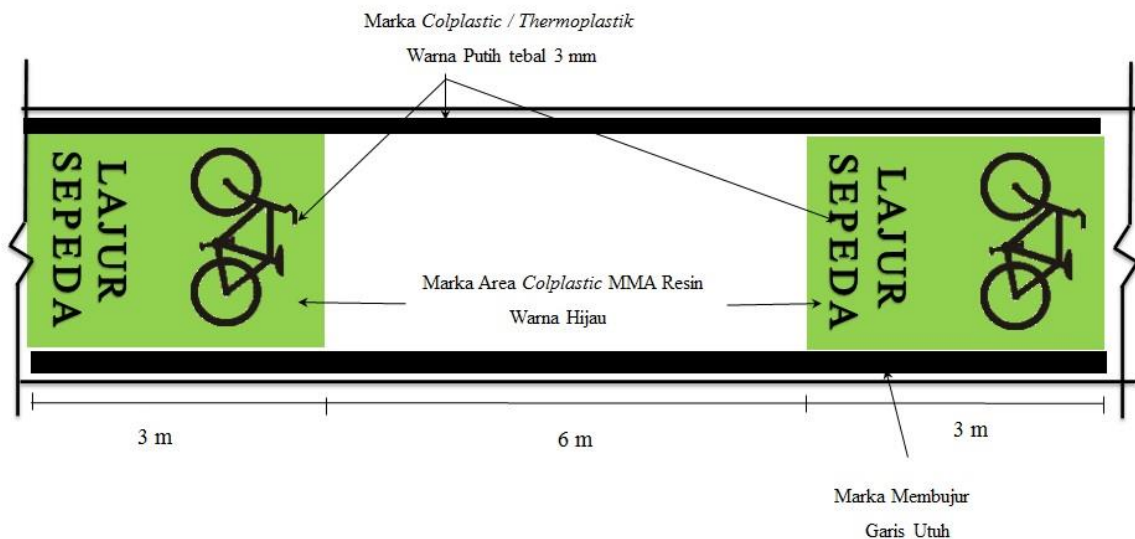 Marka Colplastic / Thermoplastik
Warna Putih tebal 3 mm
LAJUR
SEPEDA
LAJUR
SEPEDA
Marka Area Colplastic MMA Resin
Warna Hijau
3 m
6 m
3 m
Marka Membujur
Garis Utuh